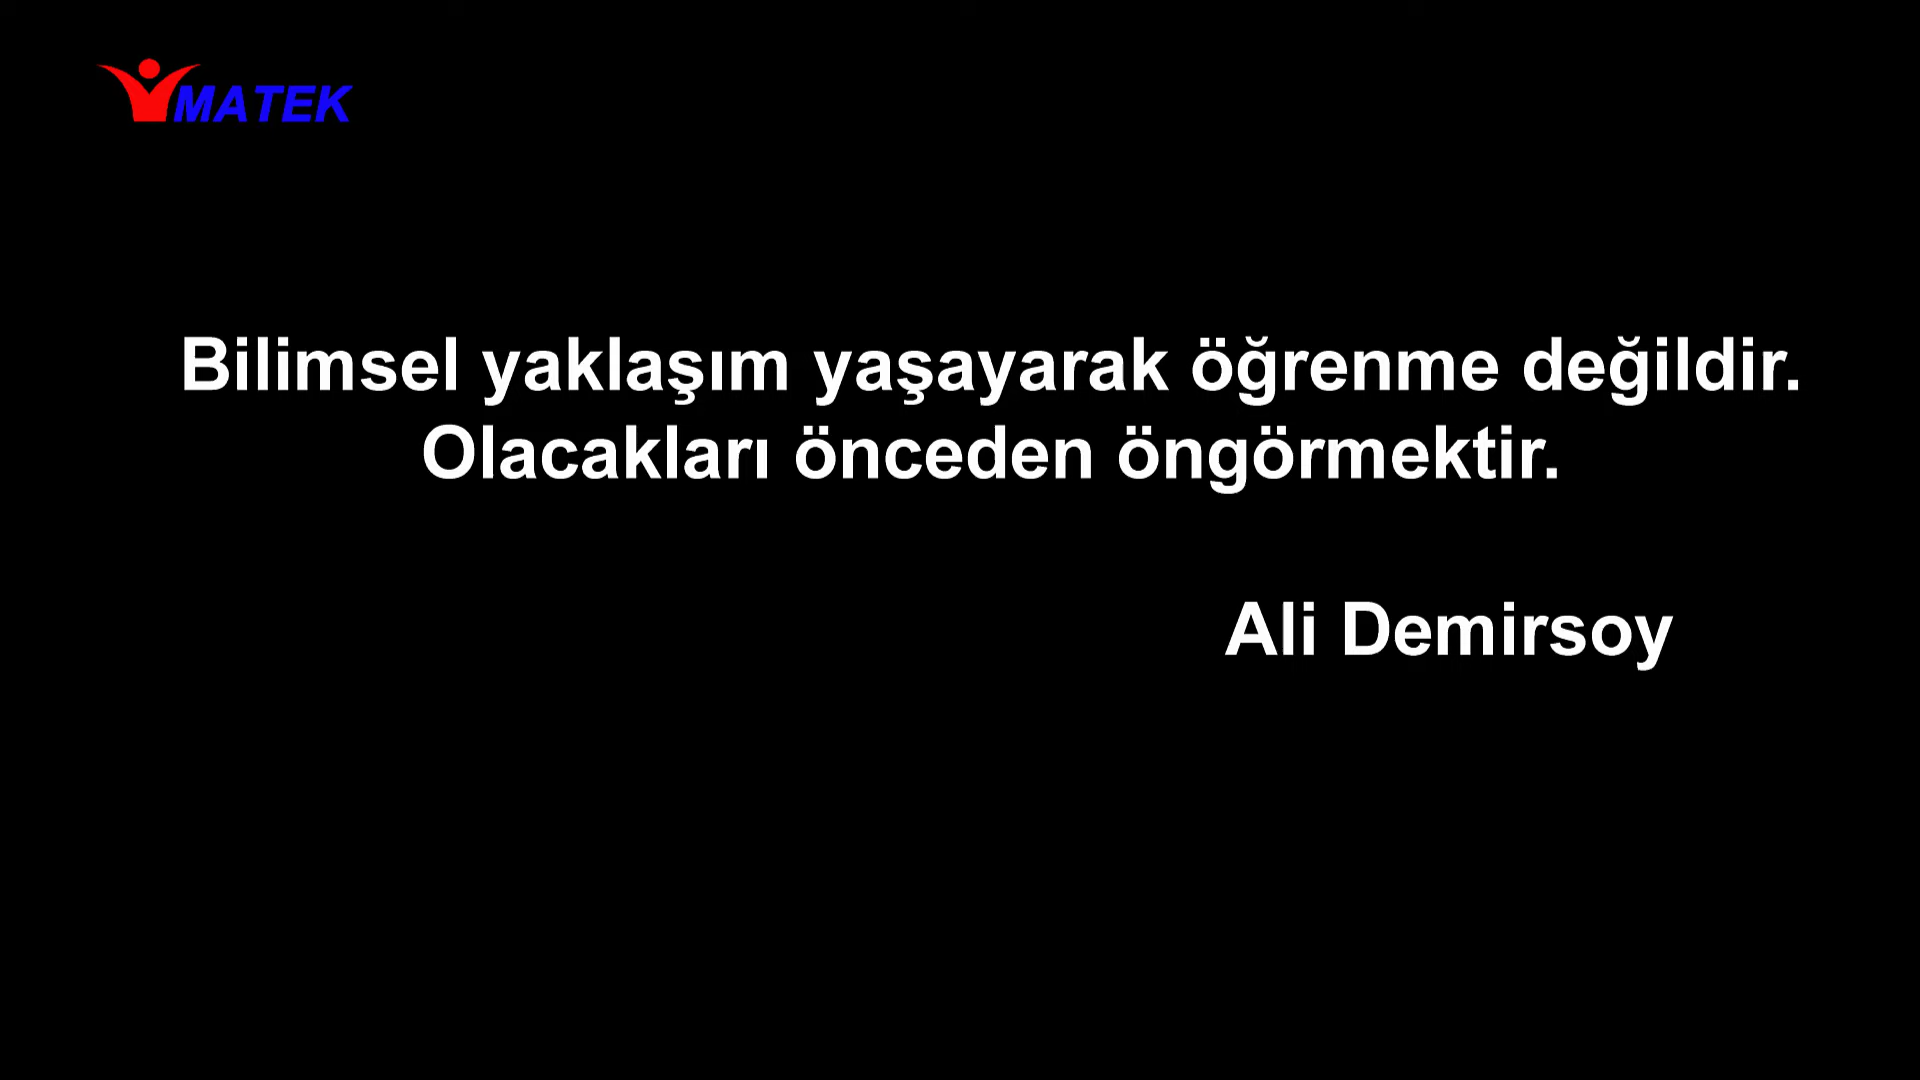 MATEK
Bilimsel yaklaşım yaşayarak öğrenme değildir.
Olacakları önceden öngörmektir.
Ali Demirsoy